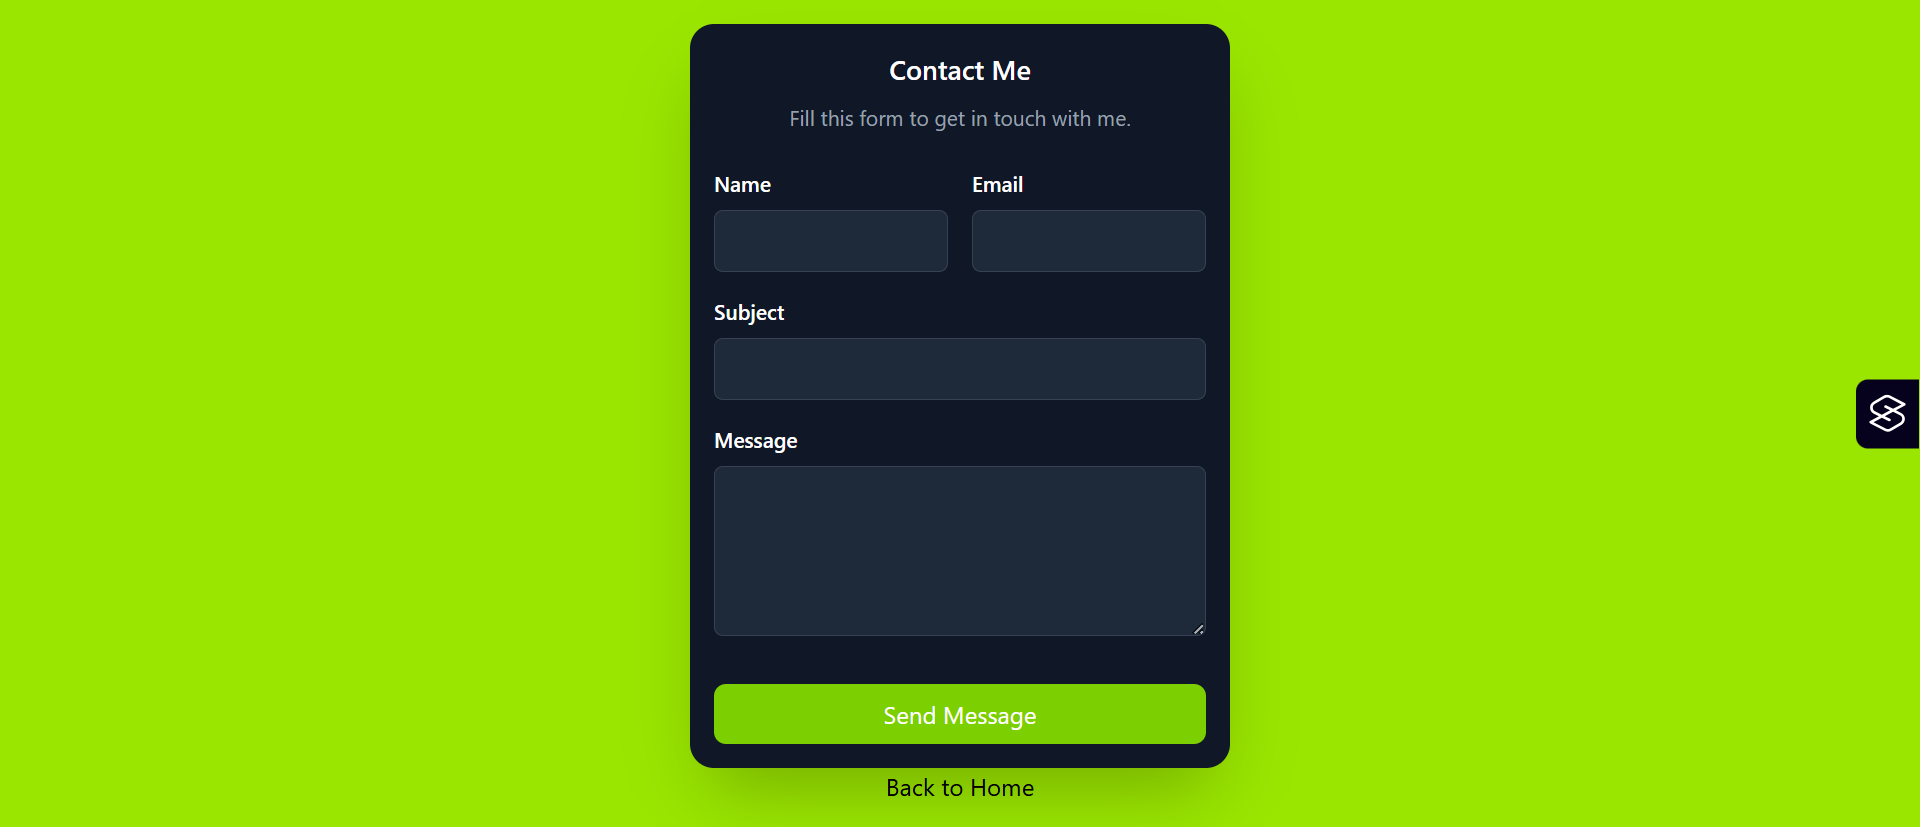 Contact Me
Fill this form to get in touch with me.
Name
Email
Subject
Message
Send Message
Back to Home